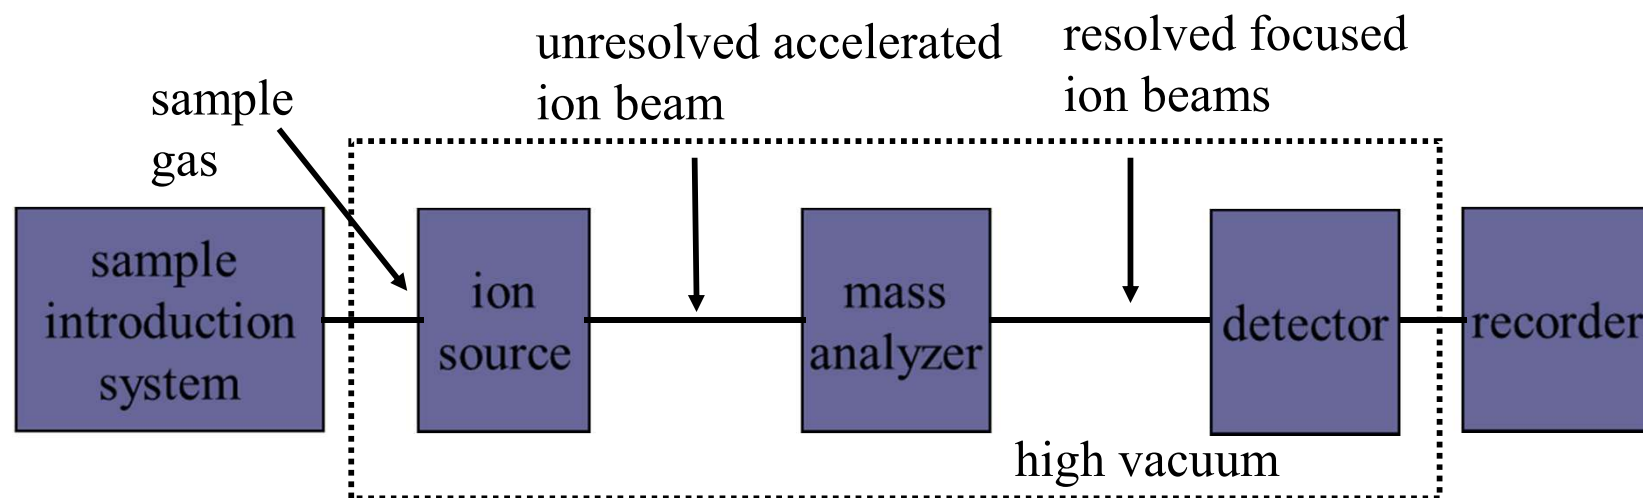 unresolved accelerated
ion beam
resolved focused
ion beams
sample
gas
sample
introduction
system
ion
source
mass
analyzer
detector
recorder
high vacuum